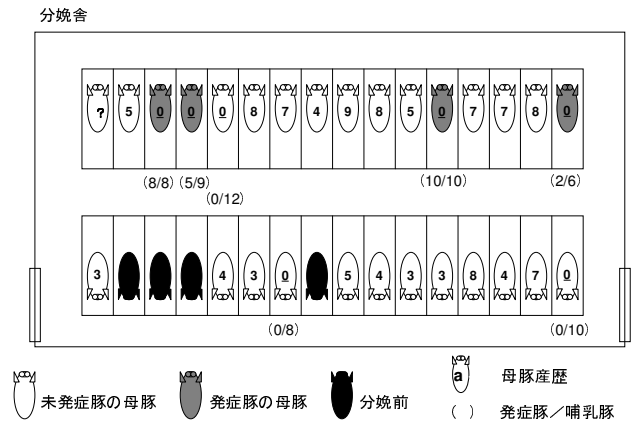 分娩舎
? 5 0 0 0 8 7 4 9 8 5 0 7 7 8 0
(8/8) (5/9) (10/10) (2/6)
(0/12)
3 4 3 0 5 4 3 3 8 4 7 0
(0/8) (0/10)
a 母豚産歴
未発症豚の母豚 発症豚の母豚 分娩前
( ) 発症豚／哺乳豚